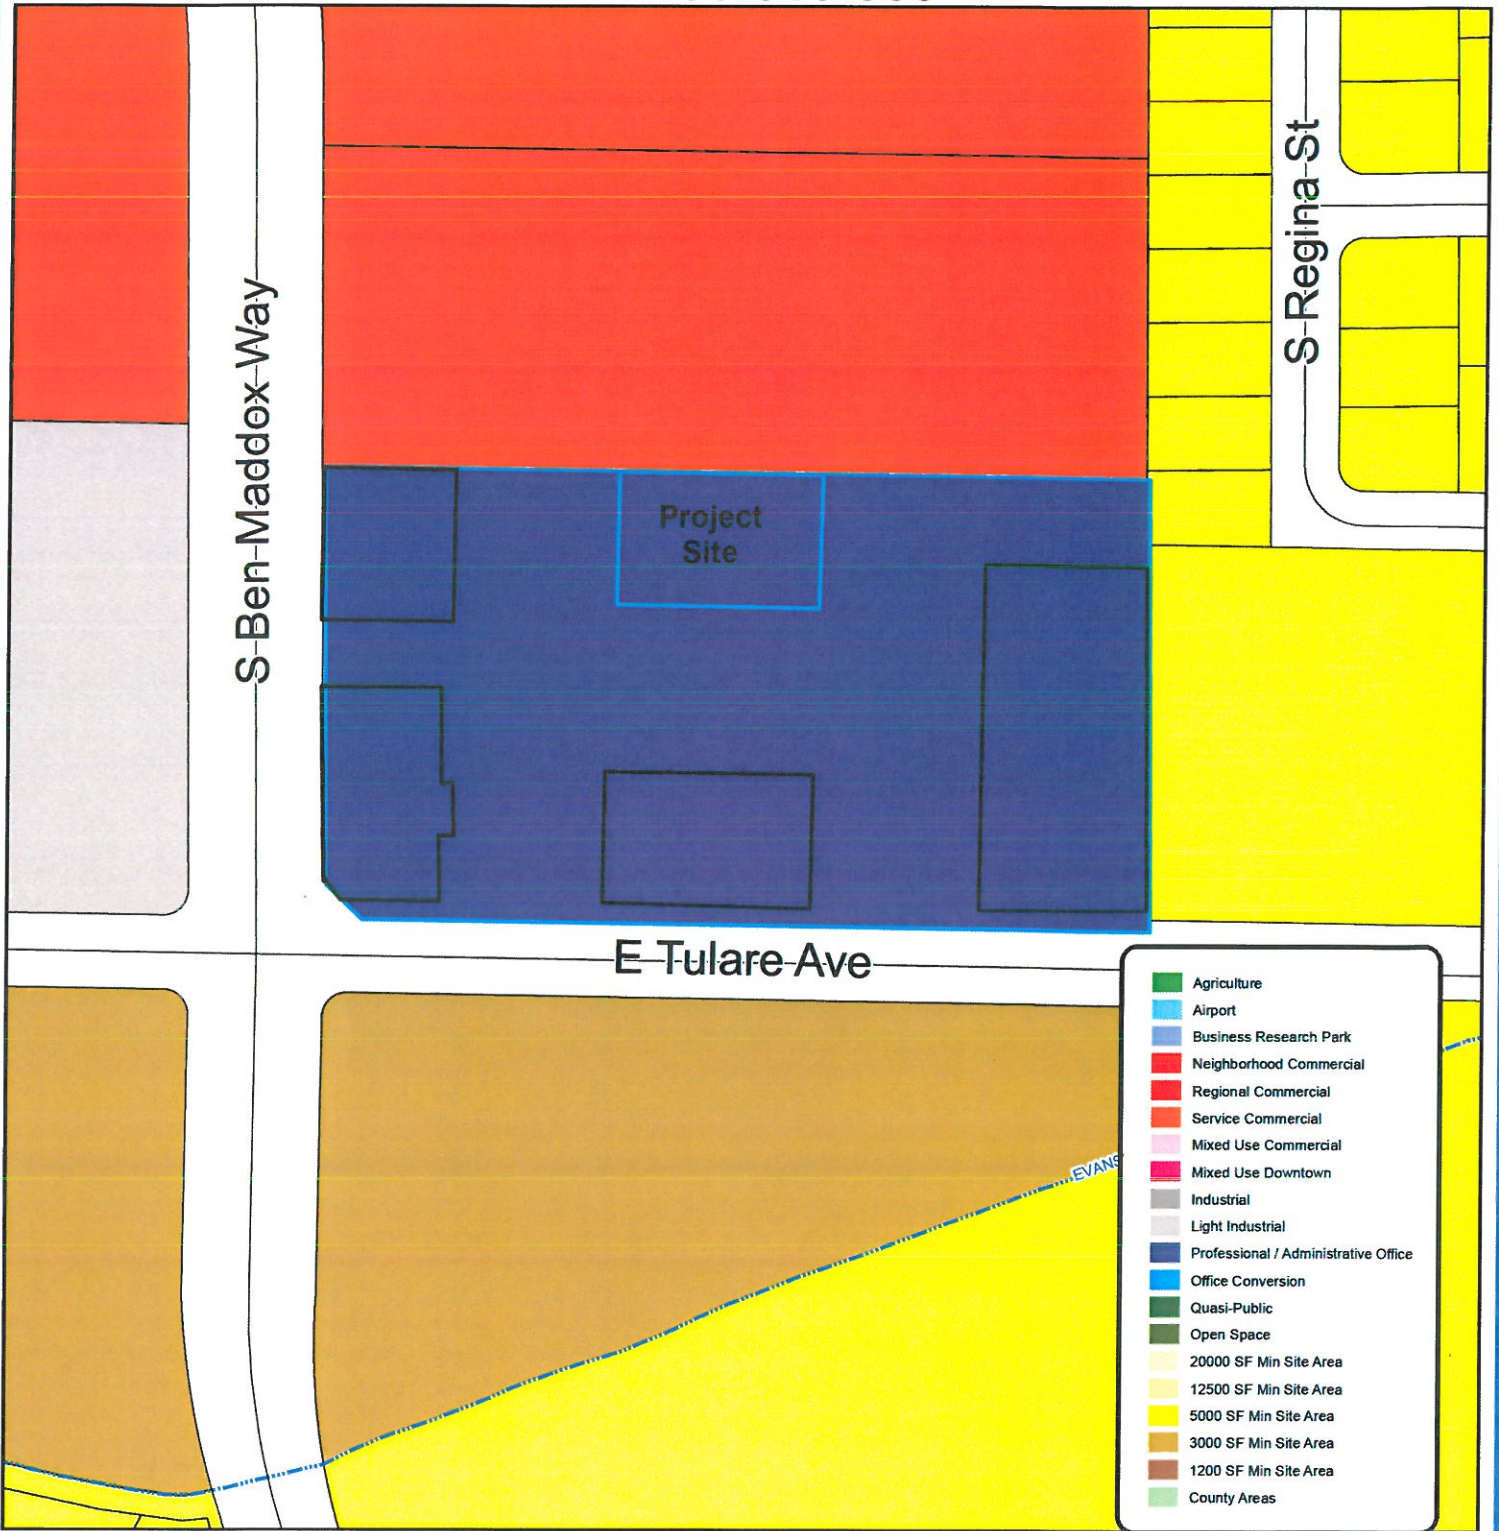 S Ben Maddox Way
S Regina St
Project
Site
E Tulare Ave
EVANS
Agriculture
Airport
Business Research Park
Neighborhood Commercial
Regional Commercial
Service Commercial
Mixed Use Commercial
Mixed Use Downtown
Industrial
Light Industrial
Professional / Administrative Office
Office Conversion
Quasi-Public
Open Space
20000 SF Min Site Area
12500 SF Min Site Area
5000 SF Min Site Area
3000 SF Min Site Area
1200 SF Min Site Area
County Areas